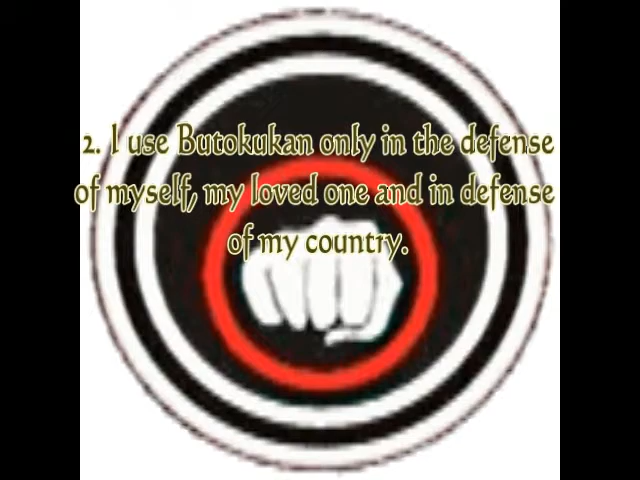 2. I use Butokukan only in the defense
of myself, my loved one and in defense
of my country.